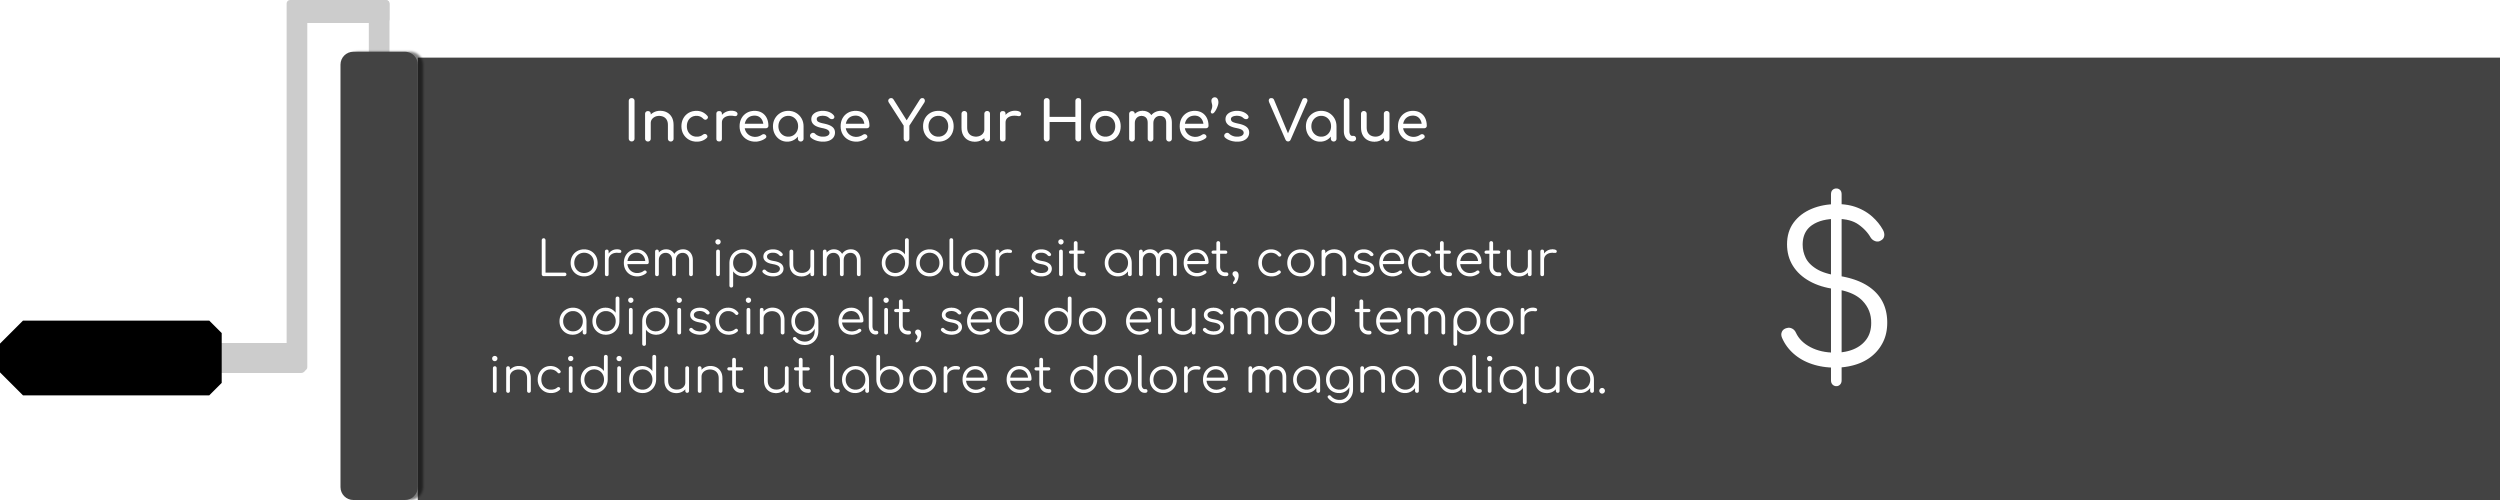 Increase Your Home's Value
Lorem ipsum dolor sit amet, consectetur
adipiscing elit, sed do eiusmod tempor
incididunt ut labore et dolore magna aliqua.
$